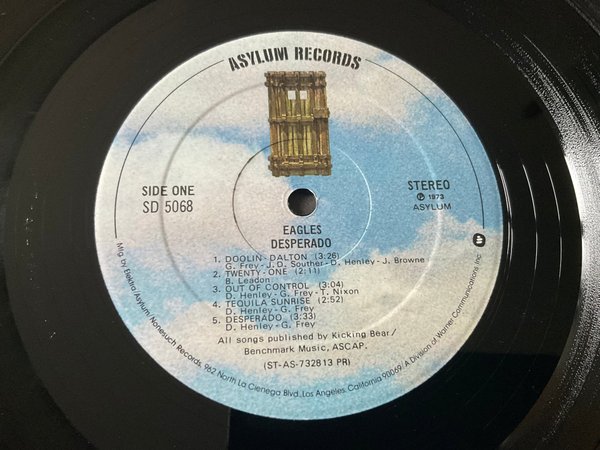 ASYLUM RECORDS
SIDE ONE
SD 5068
STEREO
Ⓟ 1973
ASYLUM
EAGLES
DESPERADO
1. DOOLIN-DALTON (3:26)
G. Frey-J.D. Souther-D. Henley-J. Browne
2. TWENTY-ONE (2:11)
B. Leadon
3. OUT OF CONTROL (3:04)
D. Henley-G. Frey-T. Nixon
4. TEQUILA SUNRISE (2:52)
D. Henley-G. Frey
5. DESPERADO (3:33)
D. Henley-G. Frey
All songs published by Kicking Bear/
Benchmark Music, ASCAP.
(ST-AS-732813 PR)
Mfg by Elektra/Asylum/Nonesuch Records, 962 North La Cienega Blvd., Los Angeles, California 90069/A Division of Warner Communications Inc.